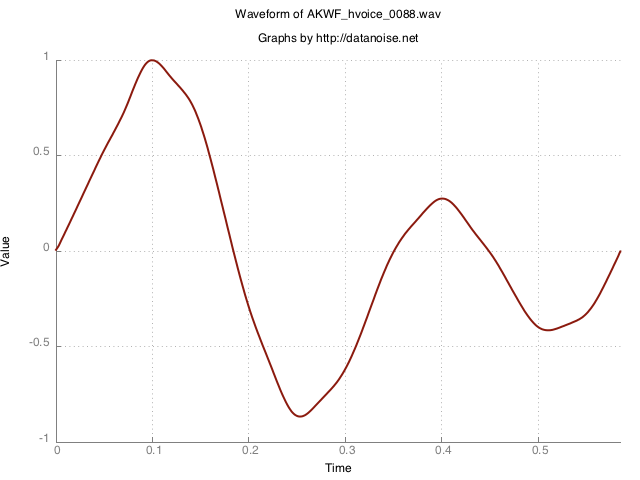 Waveform of AKWF_hvoice_0088.wav
Graphs by http://datanoise.net
1
0.5
0
-0.5
-1
Value
0 0.1 0.2 0.3 0.4 0.5
Time